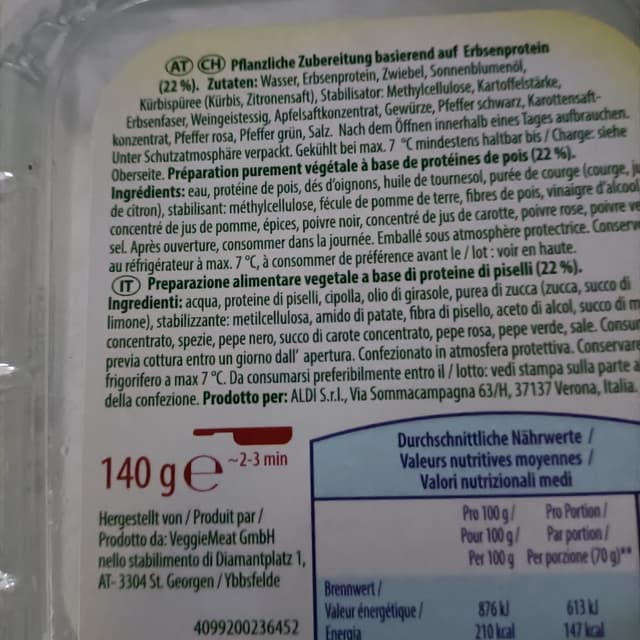 AT CH Pflanzliche Zubereitung basierend auf Erbsenprotein
(22 %). Zutaten: Wasser, Erbsenprotein, Zwiebel, Sonnenblumenöl,
Kürbispüree (Kürbis, Zitronensaft), Stabilisator: Methylcellulose, Kartoffelstärke,
Erbsenfaser, Weingeistessig, Apfelsaftkonzentrat, Gewürze, Pfeffer schwarz, Karottensaft-
konzentrat, Pfeffer rosa, Pfeffer grün, Salz. Nach dem Öffnen innerhalb eines Tages aufbrauchen.
Unter Schutzatmosphäre verpackt. Gekühlt bei max. 7 °C mindestens haltbar bis / Charge: siehe
Oberseite. Préparation purement végétale à base de protéines de pois (22 %).
Ingrédients: eau, protéine de pois, dés d'oignons, huile de tournesol, purée de courge (courge,
de citron), stabilisant: méthylcellulose, fécule de pomme de terre, fibres de pois, vinaigre d'alcool
concentré de jus de pomme, épices, poivre noir, concentré de jus de carotte, poivre rose, poivre
sel. Après ouverture, consommer dans la journée. Emballé sous atmosphère protectrice. Conserv
au réfrigérateur à max. 7 °C, à consommer de préférence avant le / lot : voir en haute.
IT Preparazione alimentare vegetale a base di proteine di piselli (22 %).
Ingredienti: acqua, proteine di piselli, cipolla, olio di girasole, purea di zucca (zucca, succo di
limone), stabilizzante: metilcellulosa, amido di patate, fibra di pisello, aceto di alcol, succo di m
concentrato, spezie, pepe nero, succo di carote concentrato, pepe rosa, pepe verde, sale. Consu
previa cottura entro un giorno dall' apertura. Confezionato in atmosfera protettiva. Conservare
frigorifero a max 7 °C. Da consumarsi preferibilmente entro il / lotto: vedi stampa sulla parte a
della confezione. Prodotto per: ALDI S.r.l., Via Sommacampagna 63/H, 37137 Verona, Italia.
140 g e ~2-3 min
Hergestellt von / Produit par /
Prodotto da: VeggieMeat GmbH
nello stabilimento di Diamantplatz 1,
AT- 3304 St. Georgen / Ybbsfelde
4099200236452
Durchschnittliche Nährwerte /
Valeurs nutritives moyennes /
Valori nutrizionali medi
Pro 100 g / Pro Portion /
Pour 100 g / Par portion /
Per 100 g Per porzione (70 g)**
Brennwert /
Valeur énergétique / 876 kJ 613 kJ
Energia 210 kcal 147 kcal